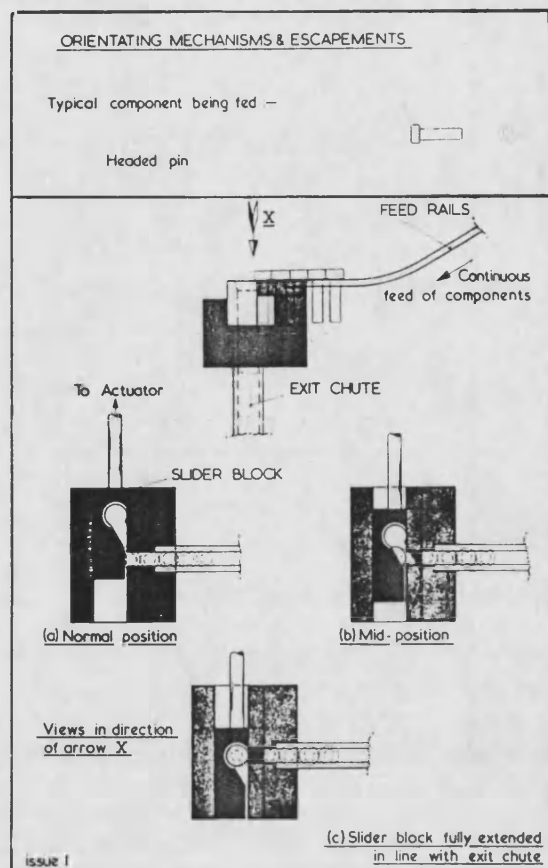 ORIENTATING MECHANISMS & ESCAPEMENTS
Typical component being fed —
Headed pin
X
FEED RAILS
Continuous
feed of components
EXIT CHUTE
To Actuator
SLIDER BLOCK
(a) Normal position
(b) Mid-position
Views in direction
of arrow X
(c) Slider block fully extended
in line with exit chute
issue 1